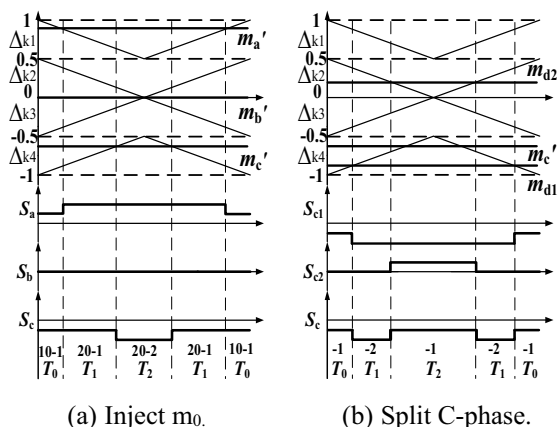 1
Δk1
ma'
0.5
Δk2
0
mb'
Δk3
-0.5
Δk4
mc'
-1
Sa
Sb
Sc
10-1 20-1 20-2 20-1 10-1
T0 T1 T2 T1 T0
(a) Inject m0.
1
Δk1
0.5
Δk2
md2
0
Δk3
-0.5
Δk4
mc'
-1
md1
Sc1
Sc2
Sc
-1 -2 -1 -2 -1
T0 T1 T2 T1 T0
(b) Split C-phase.